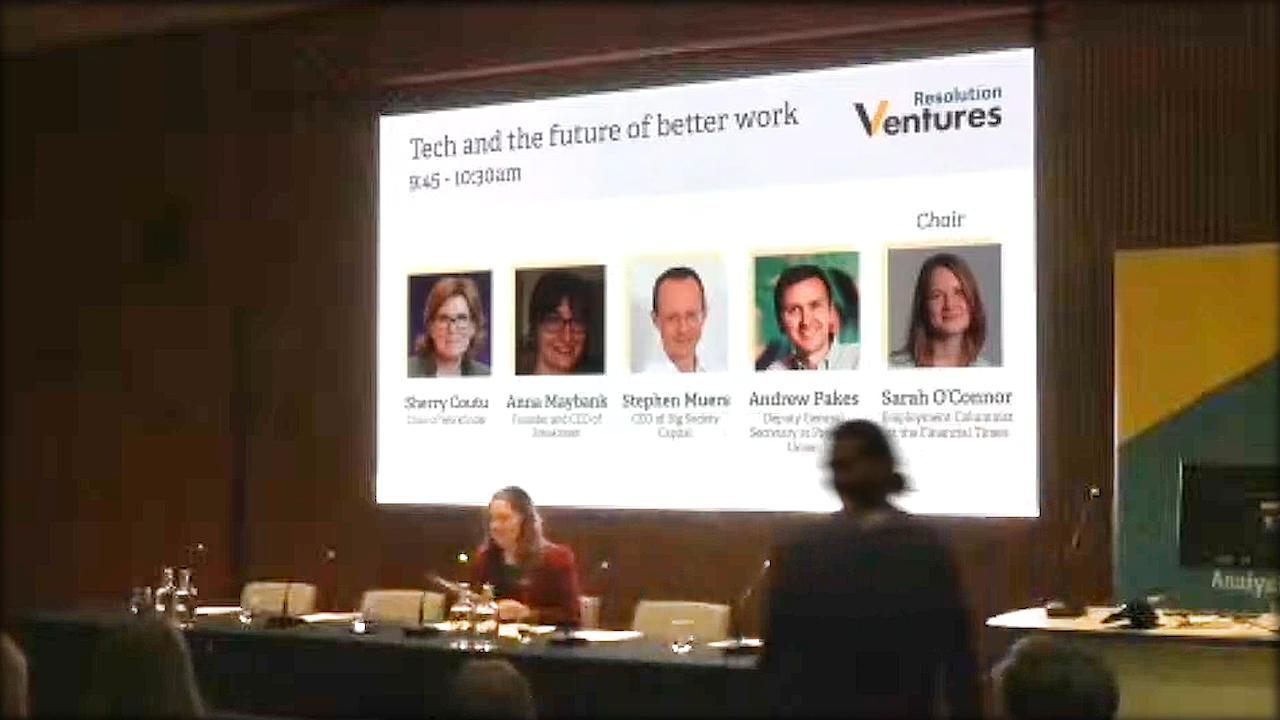 Tech and the future of better work
9:45 - 10:30am
Resolution
Ventures
Chair
Sherry Coutu
Anna Maybank
Stephen Muers
Andrew Pakes
Sarah O'Connor
Founder and CEO of
CEO of Big Society
Capital
Deputy General
Secretary at
Employment Columnist
at the Financial Times